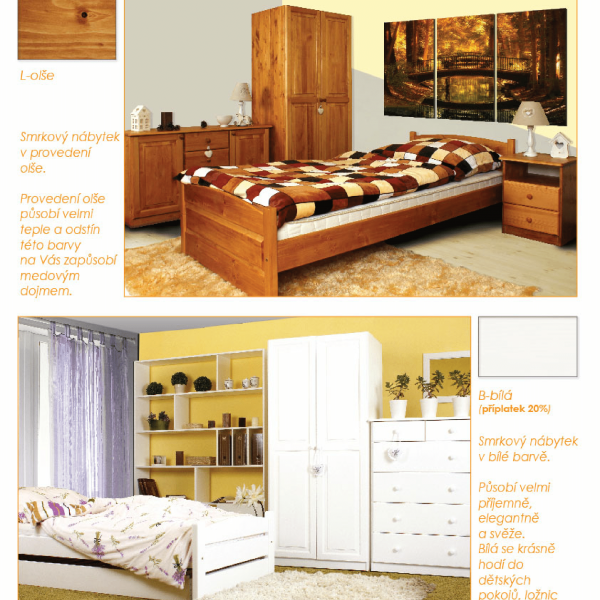 L-olše
Smrkový nábytek
v provedení
olše.
Provedení olše
působí velmi
teple a odstín
této barvy
na Vás zapůsobí
medovým
dojmem.
B-bílá
(příplatek 20%)
Smrkový nábytek
v bílé barvě.
Působí velmi
příjemně,
elegantně
a svěže.
Bílá se krásně
hodí do
dětských
pokojů, ložnic